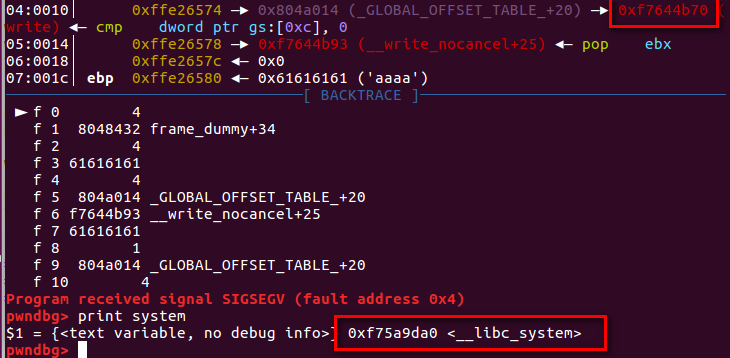 04:0010│ 0xffe26574 —▸ 0x804a014 (_GLOBAL_OFFSET_TABLE_+20) —▸ 0xf7644b70 (
write) ◂— cmp dword ptr gs:[0xc], 0
05:0014│ 0xffe26578 —▸ 0xf7644b93 (__write_nocancel+25) ◂— pop ebx
06:0018│ 0xffe2657c ◂— 0x0
07:001c│ ebp 0xffe26580 ◂— 0x61616161 ('aaaa')
[ BACKTRACE ]
► f 0 4
f 1 8048432 frame_dummy+34
f 2 4
f 3 61616161
f 4 4
f 5 804a014 _GLOBAL_OFFSET_TABLE_+20
f 6 f7644b93 __write_nocancel+25
f 7 61616161
f 8 1
f 9 804a014 _GLOBAL_OFFSET_TABLE_+20
f 10 4
Program received signal SIGSEGV (fault address 0x4)
pwndbg> print system
$1 = {<text variable, no debug info>} 0xf75a9da0 <__libc_system>
pwndbg>